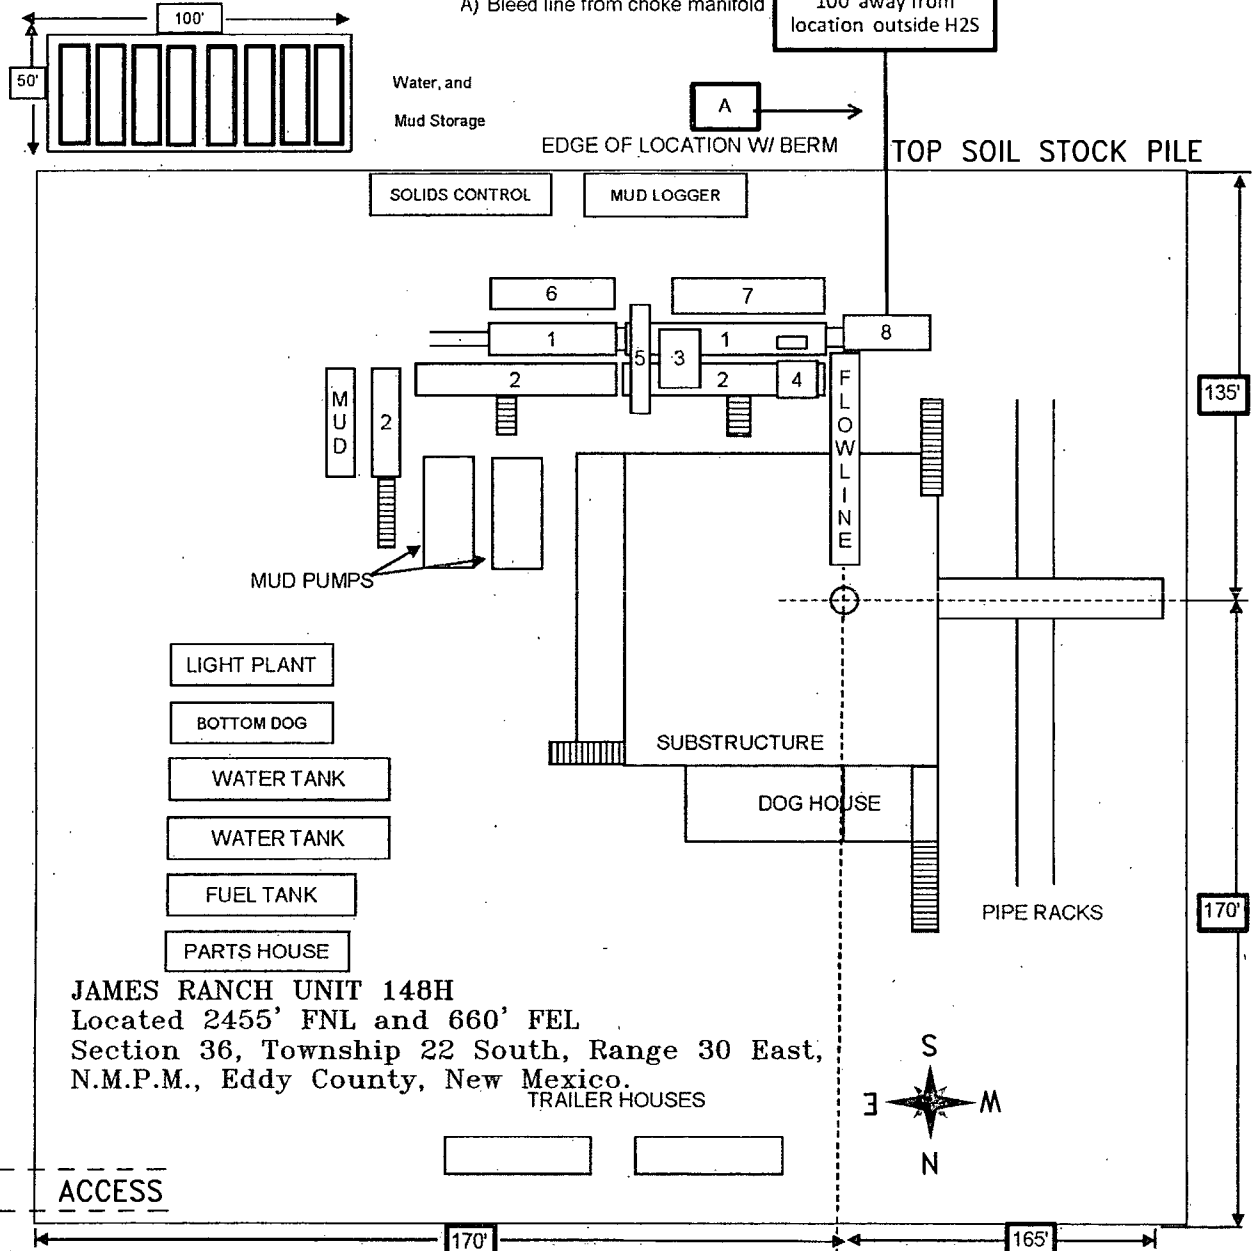 A) Bleed line from choke manifold
100' away from
location outside H2S
100'
50'
Water, and
Mud Storage
A
EDGE OF LOCATION W/ BERM
TOP SOIL STOCK PILE
SOLIDS CONTROL
MUD LOGGER
6
7
1
1
8
5
3
2
2
4
MUD
2
FLOWLINE
135'
MUD PUMPS
LIGHT PLANT
BOTTOM DOG
WATER TANK
WATER TANK
FUEL TANK
PARTS HOUSE
SUBSTRUCTURE
DOG HOUSE
PIPE RACKS
170'
JAMES RANCH UNIT 148H
Located 2455' FNL and 660' FEL
Section 36, Township 22 South, Range 30 East,
N.M.P.M., Eddy County, New Mexico.
TRAILER HOUSES
S
E
W
N
ACCESS
170'
165'